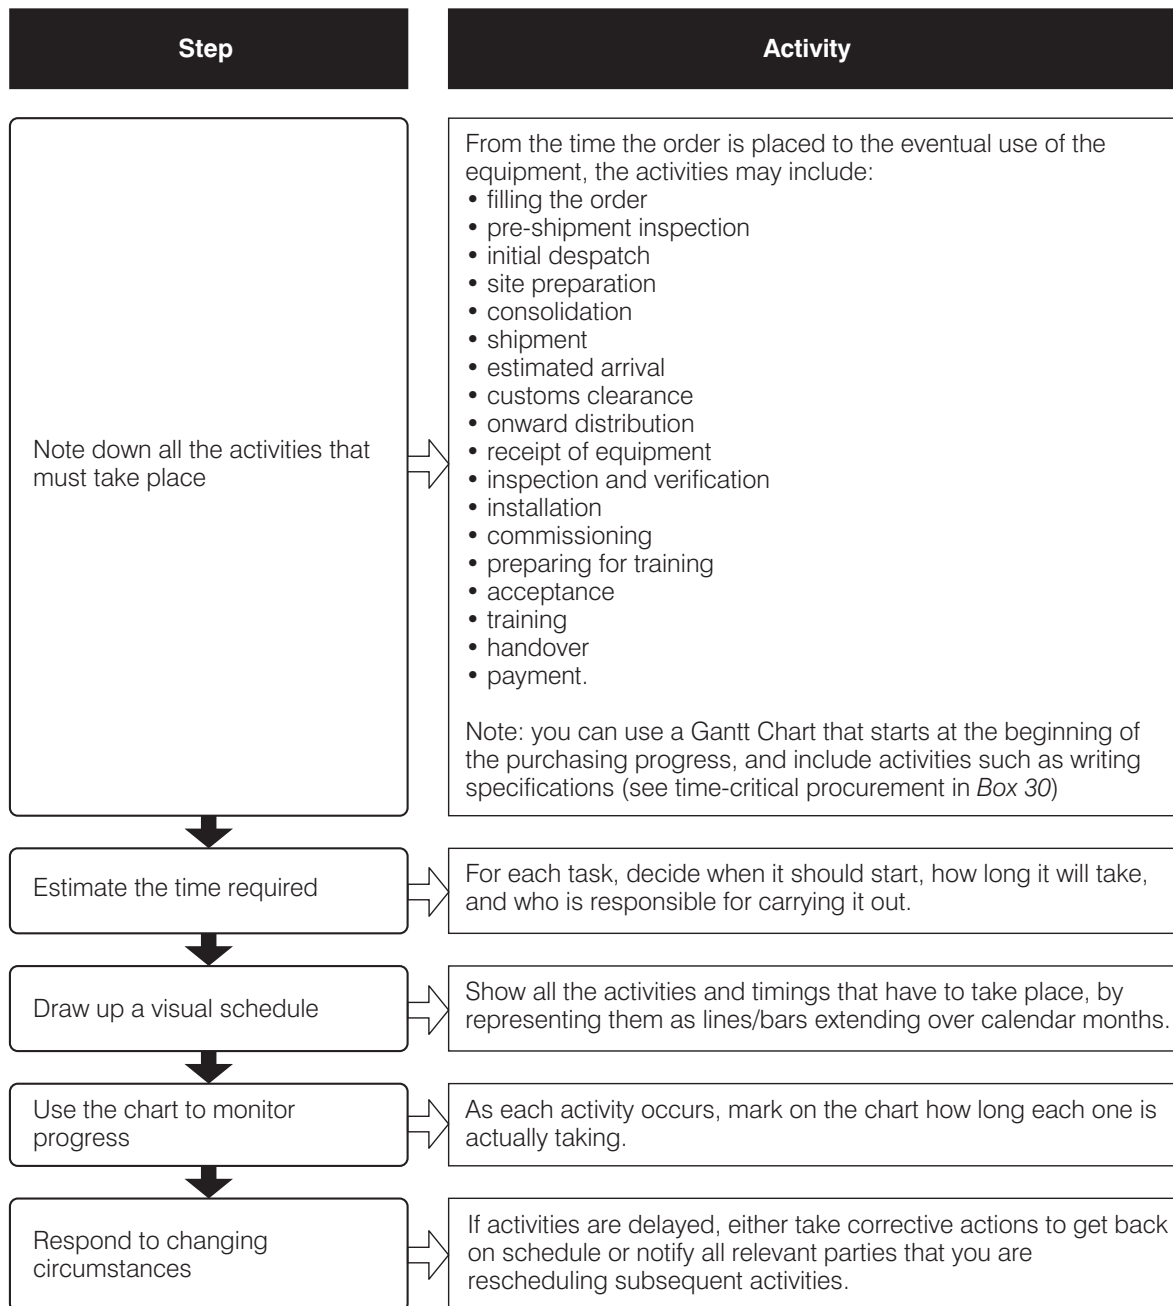 Step
Activity
Note down all the activities that
must take place
From the time the order is placed to the eventual use of the
equipment, the activities may include:
• filling the order
• pre-shipment inspection
• initial despatch
• site preparation
• consolidation
• shipment
• estimated arrival
• customs clearance
• onward distribution
• receipt of equipment
• inspection and verification
• installation
• commissioning
• preparing for training
• acceptance
• training
• handover
• payment.
Note: you can use a Gantt Chart that starts at the beginning of
the purchasing progress, and include activities such as writing
specifications (see time-critical procurement in Box 30)
Estimate the time required
For each task, decide when it should start, how long it will take,
and who is responsible for carrying it out.
Draw up a visual schedule
Show all the activities and timings that have to take place, by
representing them as lines/bars extending over calendar months.
Use the chart to monitor
progress
As each activity occurs, mark on the chart how long each one is
actually taking.
Respond to changing
circumstances
If activities are delayed, either take corrective actions to get back
on schedule or notify all relevant parties that you are
rescheduling subsequent activities.